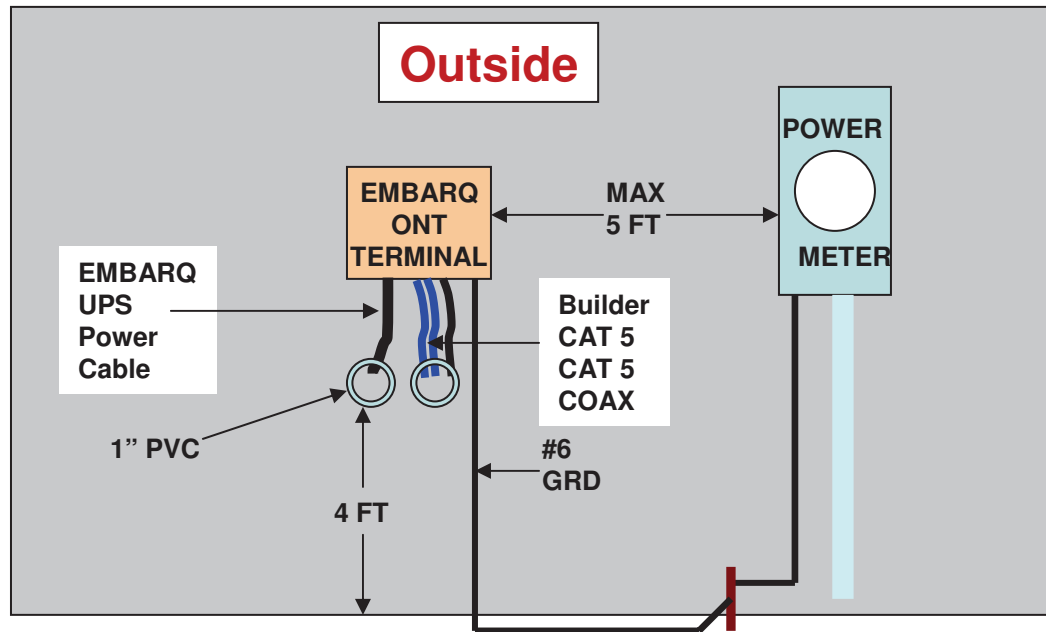 Outside
POWER
METER
EMBARQ
ONT
TERMINAL
MAX
5 FT
EMBARQ
UPS
Power
Cable
Builder
CAT 5
CAT 5
COAX
1” PVC
#6
GRD
4 FT